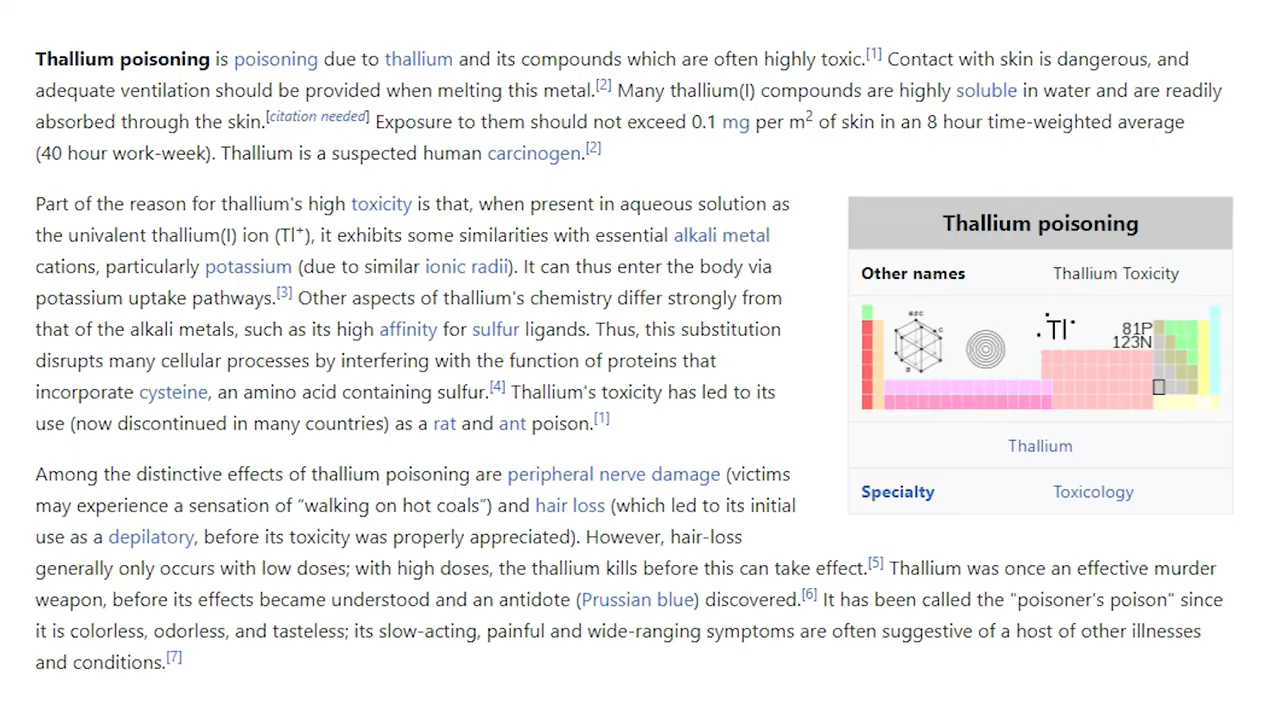 Thallium poisoning is poisoning due to thallium and its compounds which are often highly toxic.[1] Contact with skin is dangerous, and
adequate ventilation should be provided when melting this metal.[2] Many thallium(I) compounds are highly soluble in water and are readily
absorbed through the skin.[citation needed] Exposure to them should not exceed 0.1 mg per m2 of skin in an 8 hour time-weighted average
(40 hour work-week). Thallium is a suspected human carcinogen.[2]
Part of the reason for thallium's high toxicity is that, when present in aqueous solution as
the univalent thallium(I) ion (Tl+), it exhibits some similarities with essential alkali metal
cations, particularly potassium (due to similar ionic radii). It can thus enter the body via
potassium uptake pathways.[3] Other aspects of thallium's chemistry differ strongly from
that of the alkali metals, such as its high affinity for sulfur ligands. Thus, this substitution
disrupts many cellular processes by interfering with the function of proteins that
incorporate cysteine, an amino acid containing sulfur.[4] Thallium's toxicity has led to its
use (now discontinued in many countries) as a rat and ant poison.[1]
Among the distinctive effects of thallium poisoning are peripheral nerve damage (victims
may experience a sensation of “walking on hot coals”) and hair loss (which led to its initial
use as a depilatory, before its toxicity was properly appreciated). However, hair-loss
generally only occurs with low doses; with high doses, the thallium kills before this can take effect.[5] Thallium was once an effective murder
weapon, before its effects became understood and an antidote (Prussian blue) discovered.[6] It has been called the "poisoner's poison" since
it is colorless, odorless, and tasteless; its slow-acting, painful and wide-ranging symptoms are often suggestive of a host of other illnesses
and conditions.[7]
Thallium poisoning
Other names Thallium Toxicity
Tl
81P
123N
Thallium
Specialty Toxicology